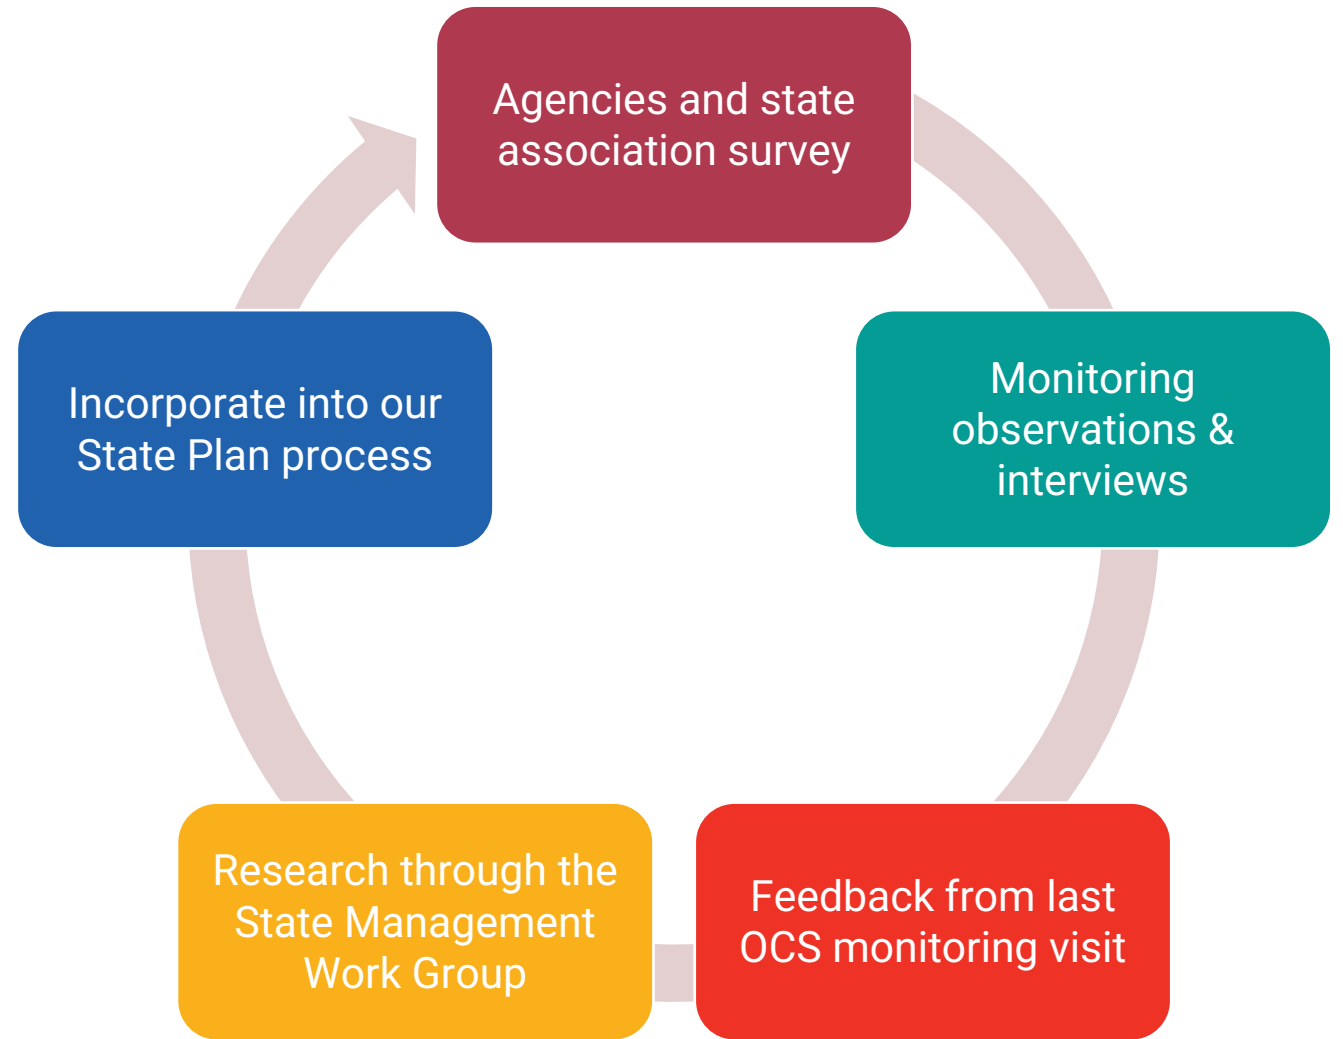 Agencies and state
association survey
Monitoring
observations &
interviews
Feedback from last
OCS monitoring visit
Research through the
State Management
Work Group
Incorporate into our
State Plan process